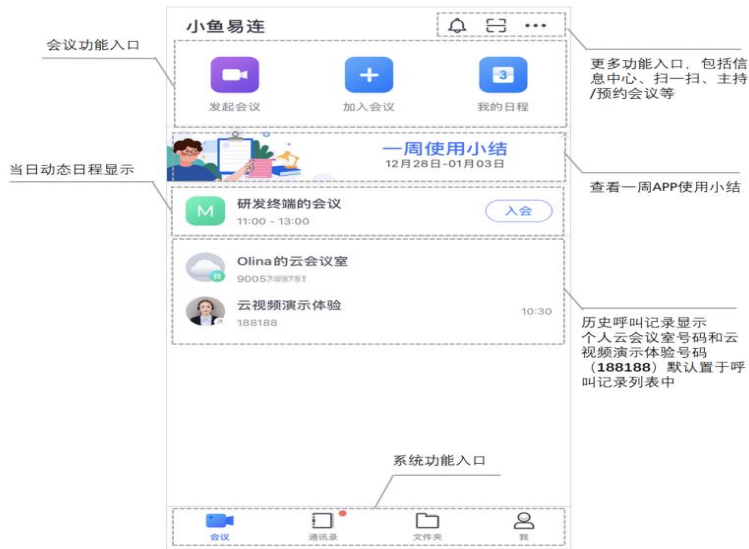 小鱼易连
会议功能入口
更多功能入口，包括信
息中心、扫一扫、主持
/预约会议等
3
发起会议
加入会议
我的日程
一周使用小结
12月28日-01月03日
当日动态日程显示
查看一周APP使用小结
M
研发终端的会议
11:00 - 13:00
入会
Olina的云会议室
我
9005
云视频演示体验
188188
10:30
历史呼叫记录显示
个人云会议室号码和云
视频演示体验号码
（188188）默认置于呼
叫记录列表中
系统功能入口
会议
通讯录
文件夹
我